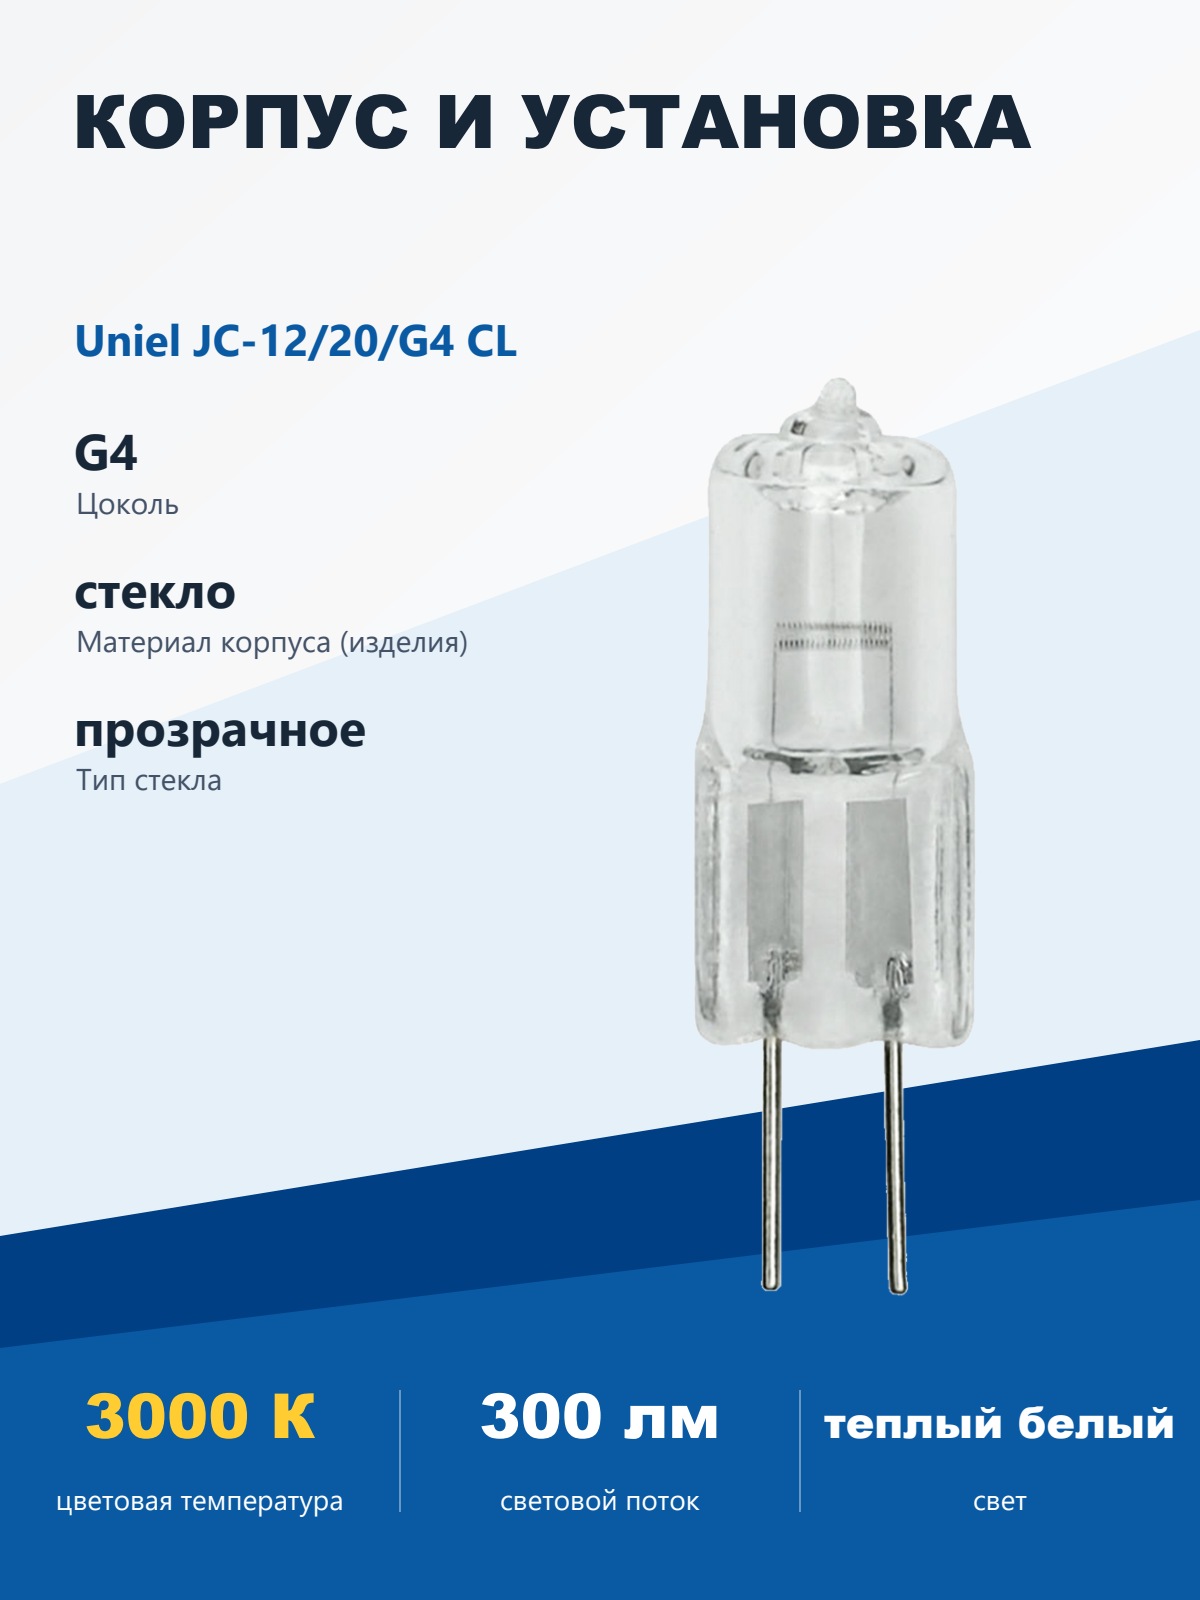 КОРПУС И УСТАНОВКА
Uniel JC-12/20/G4 CL
G4
Цоколь
стекло
Материал корпуса (изделия)
прозрачное
Тип стекла
3000 К
цветовая температура
300 лм
световой поток
теплый белый
свет